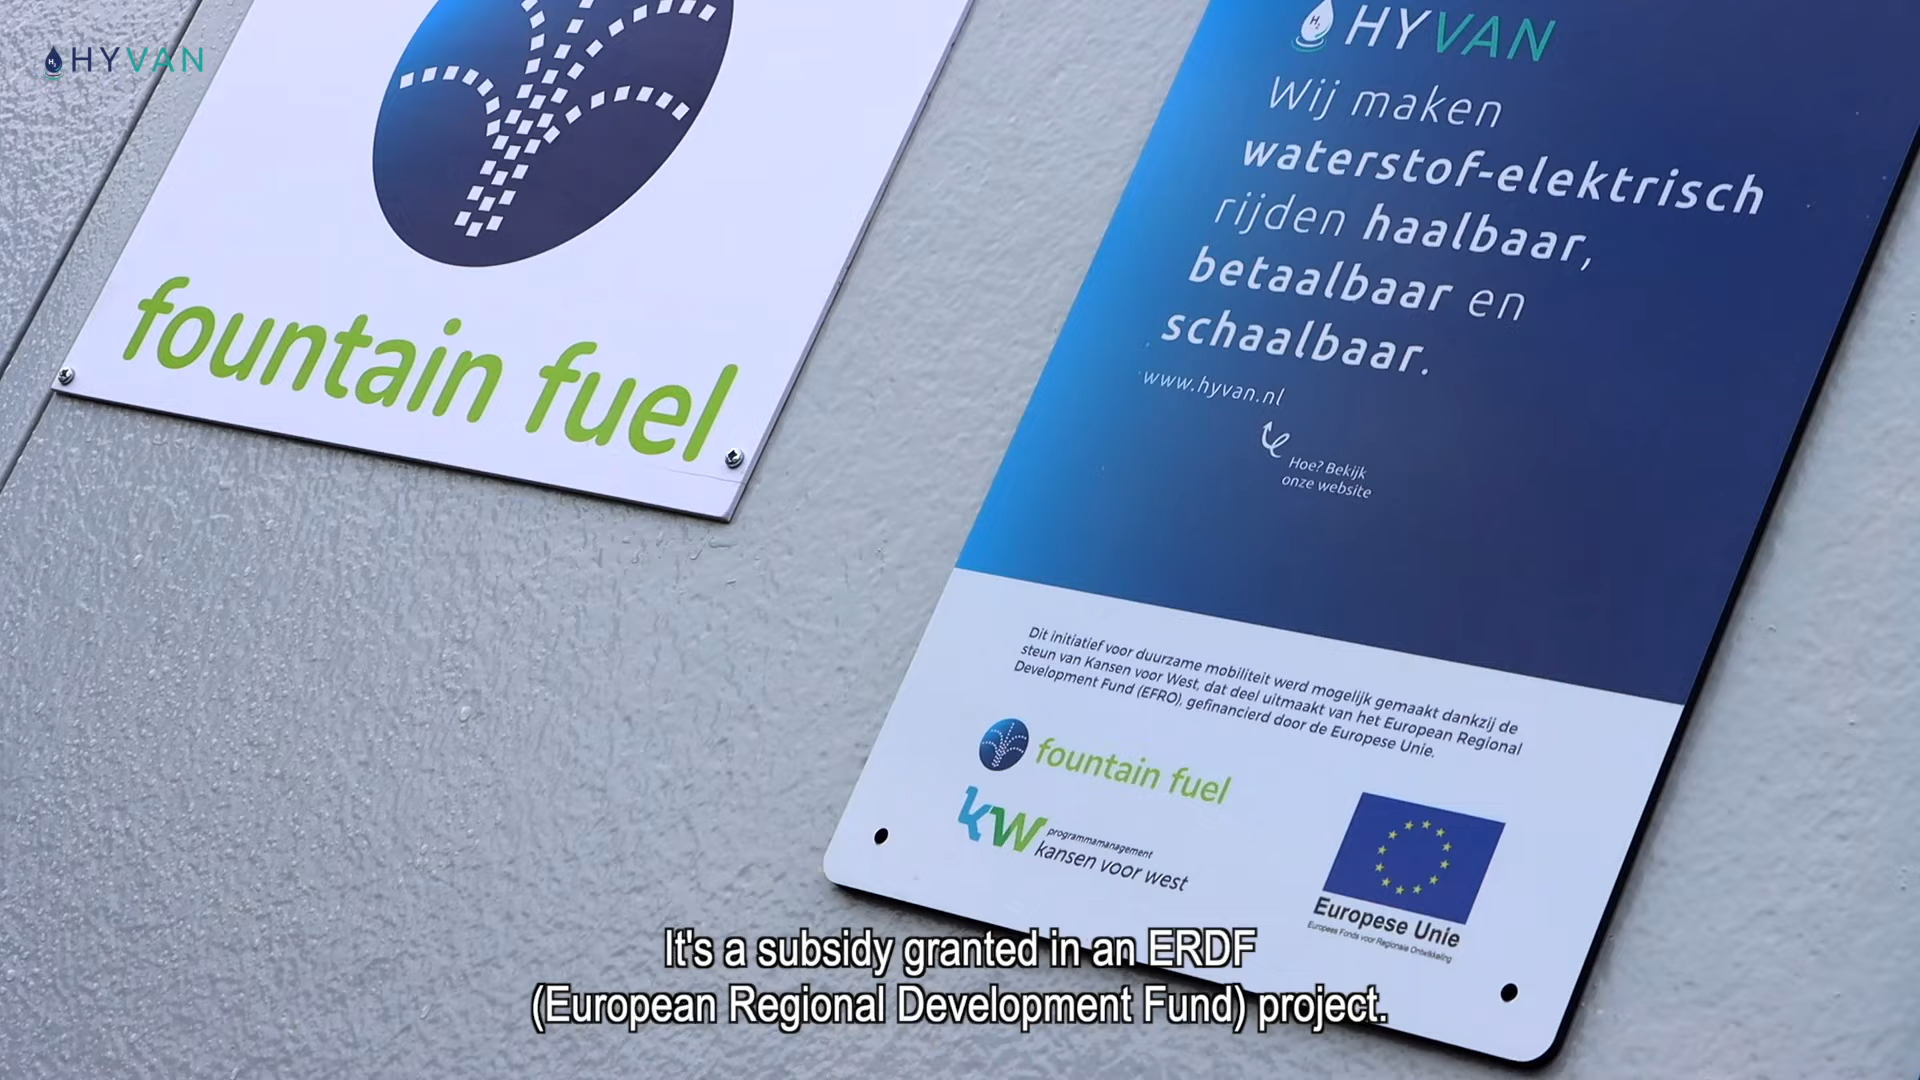 HYVAN
fountain fuel
HYVAN
Wij maken
waterstof-elektrisch
rijden haalbaar,
betaalbaar en
schaalbaar.
www.hyvan.nl
Hoe? Bekijk
onze website
Dit initiatief voor duurzame mobiliteit werd mogelijk gemaakt dankzij de
steun van Kansen voor West, dat deel uitmaakt van het European Regional
Development Fund (EFRO), gefinancierd door de Europese Unie.
fountain fuel
kw programmamanagement
kansen voor west
Europese Unie
Europees Fonds voor Regionale Ontwikkeling
It's a subsidy granted in an ERDF
(European Regional Development Fund) project.